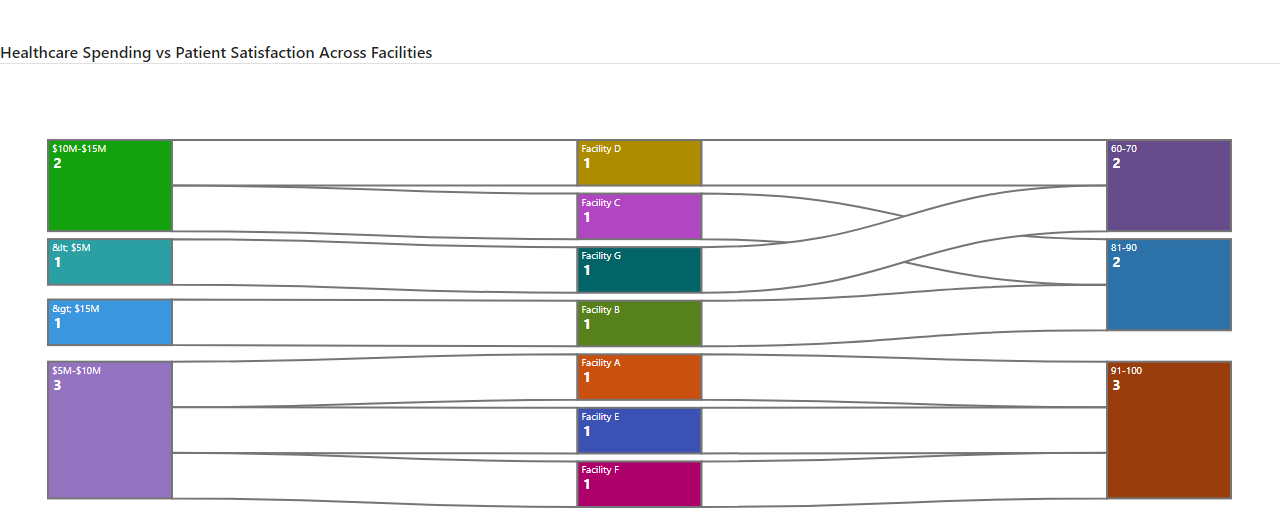 Healthcare Spending vs Patient Satisfaction Across Facilities
$10M-$15M
2
&lt; $5M
1
&gt; $15M
1
$5M-$10M
3
Facility D
1
Facility C
1
Facility G
1
Facility B
1
Facility A
1
Facility E
1
Facility F
1
60-70
2
81-90
2
91-100
3